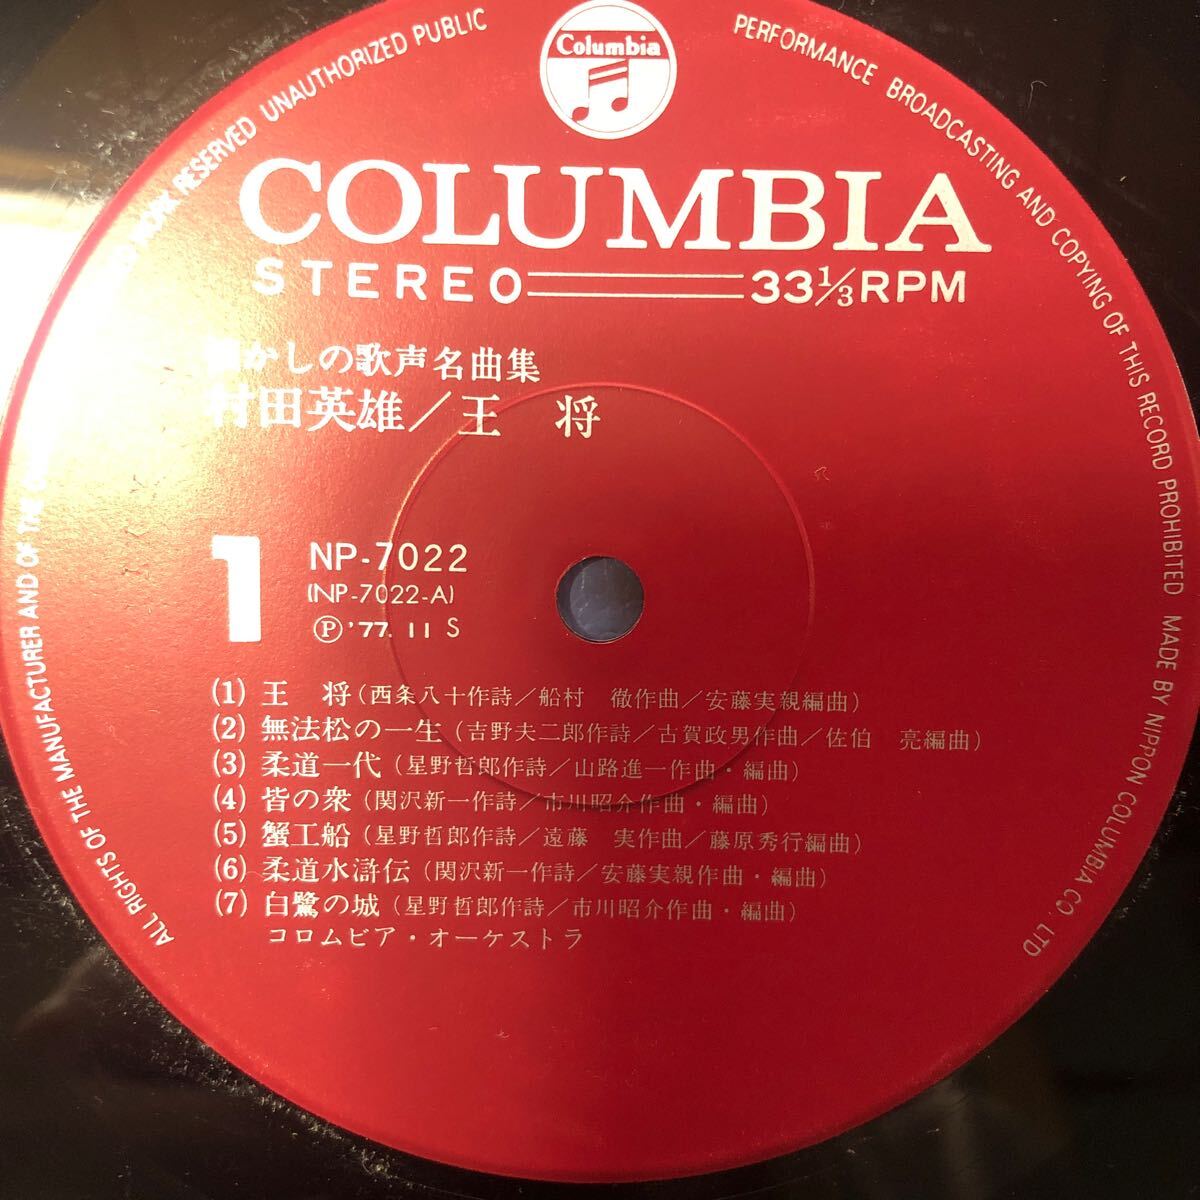 Columbia
COLUMBIA
STEREO 33⅓RPM
かしの歌声名曲集
村田英雄／王　将
1
NP-7022
(NP-7022-A)
Ⓟ'77.11 S
(1) 王　将(西条八十作詩／船村　徹作曲／安藤実親編曲)
(2) 無法松の一生(吉野夫二郎作詩／古賀政男作曲／佐伯　亮編曲)
(3) 柔道一代(星野哲郎作詩／山路進一作曲・編曲)
(4) 皆の衆(関沢新一作詩／市川昭介作曲・編曲)
(5) 蟹工船(星野哲郎作詩／遠藤　実作曲／藤原秀行編曲)
(6) 柔道水滸伝(関沢新一作詩／安藤実親作曲・編曲)
(7) 白鷺の城(星野哲郎作詩／市川昭介作曲・編曲)
コロムビア・オーケストラ
ALL RIGHTS OF THE MANUFACTURER AND OF THE WORK RESERVED UNAUTHORIZED PUBLIC PERFORMANCE BROADCASTING AND COPYING OF THIS RECORD PROHIBITED MADE BY NIPPON COLUMBIA CO. LTD